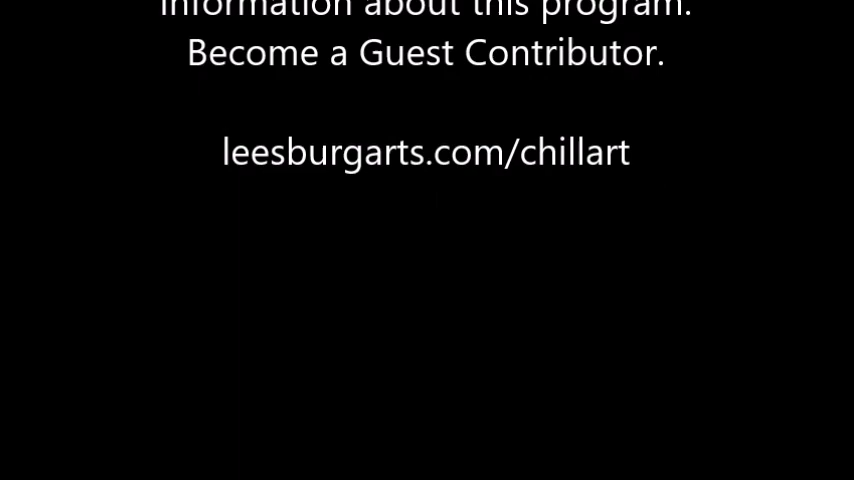 information about this program.
Become a Guest Contributor.
leesburgarts.com/chillart